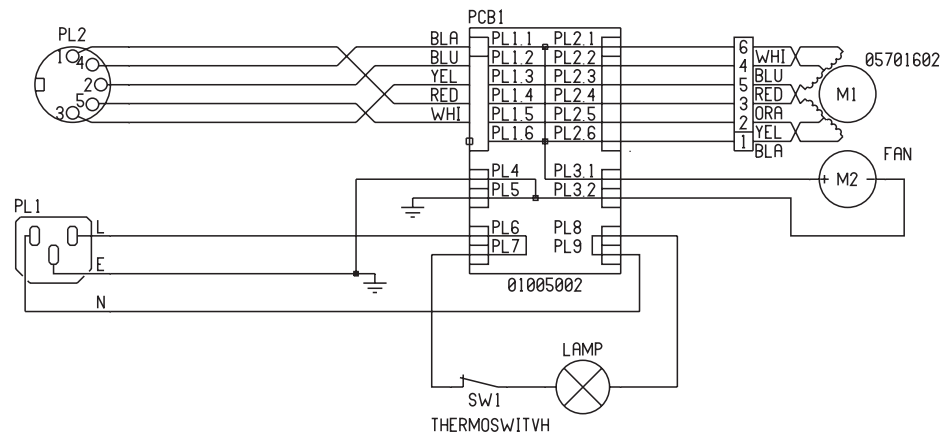 PCB1
PL2
1
4
2
5
3
BLA
BLU
YEL
RED
WHI
PL1.1 PL2.1
PL1.2 PL2.2
PL1.3 PL2.3
PL1.4 PL2.4
PL1.5 PL2.5
PL1.6 PL2.6
6
4
5
3
2
1
WHI
BLU
RED
ORA
YEL
BLA
05701602
M1
FAN
+ M2 -
PL4 PL3.1
PL5 PL3.2
PL1
L
E
N
PL6 PL8
PL7 PL9
01005002
LAMP
SW1
THERMOSWITVH